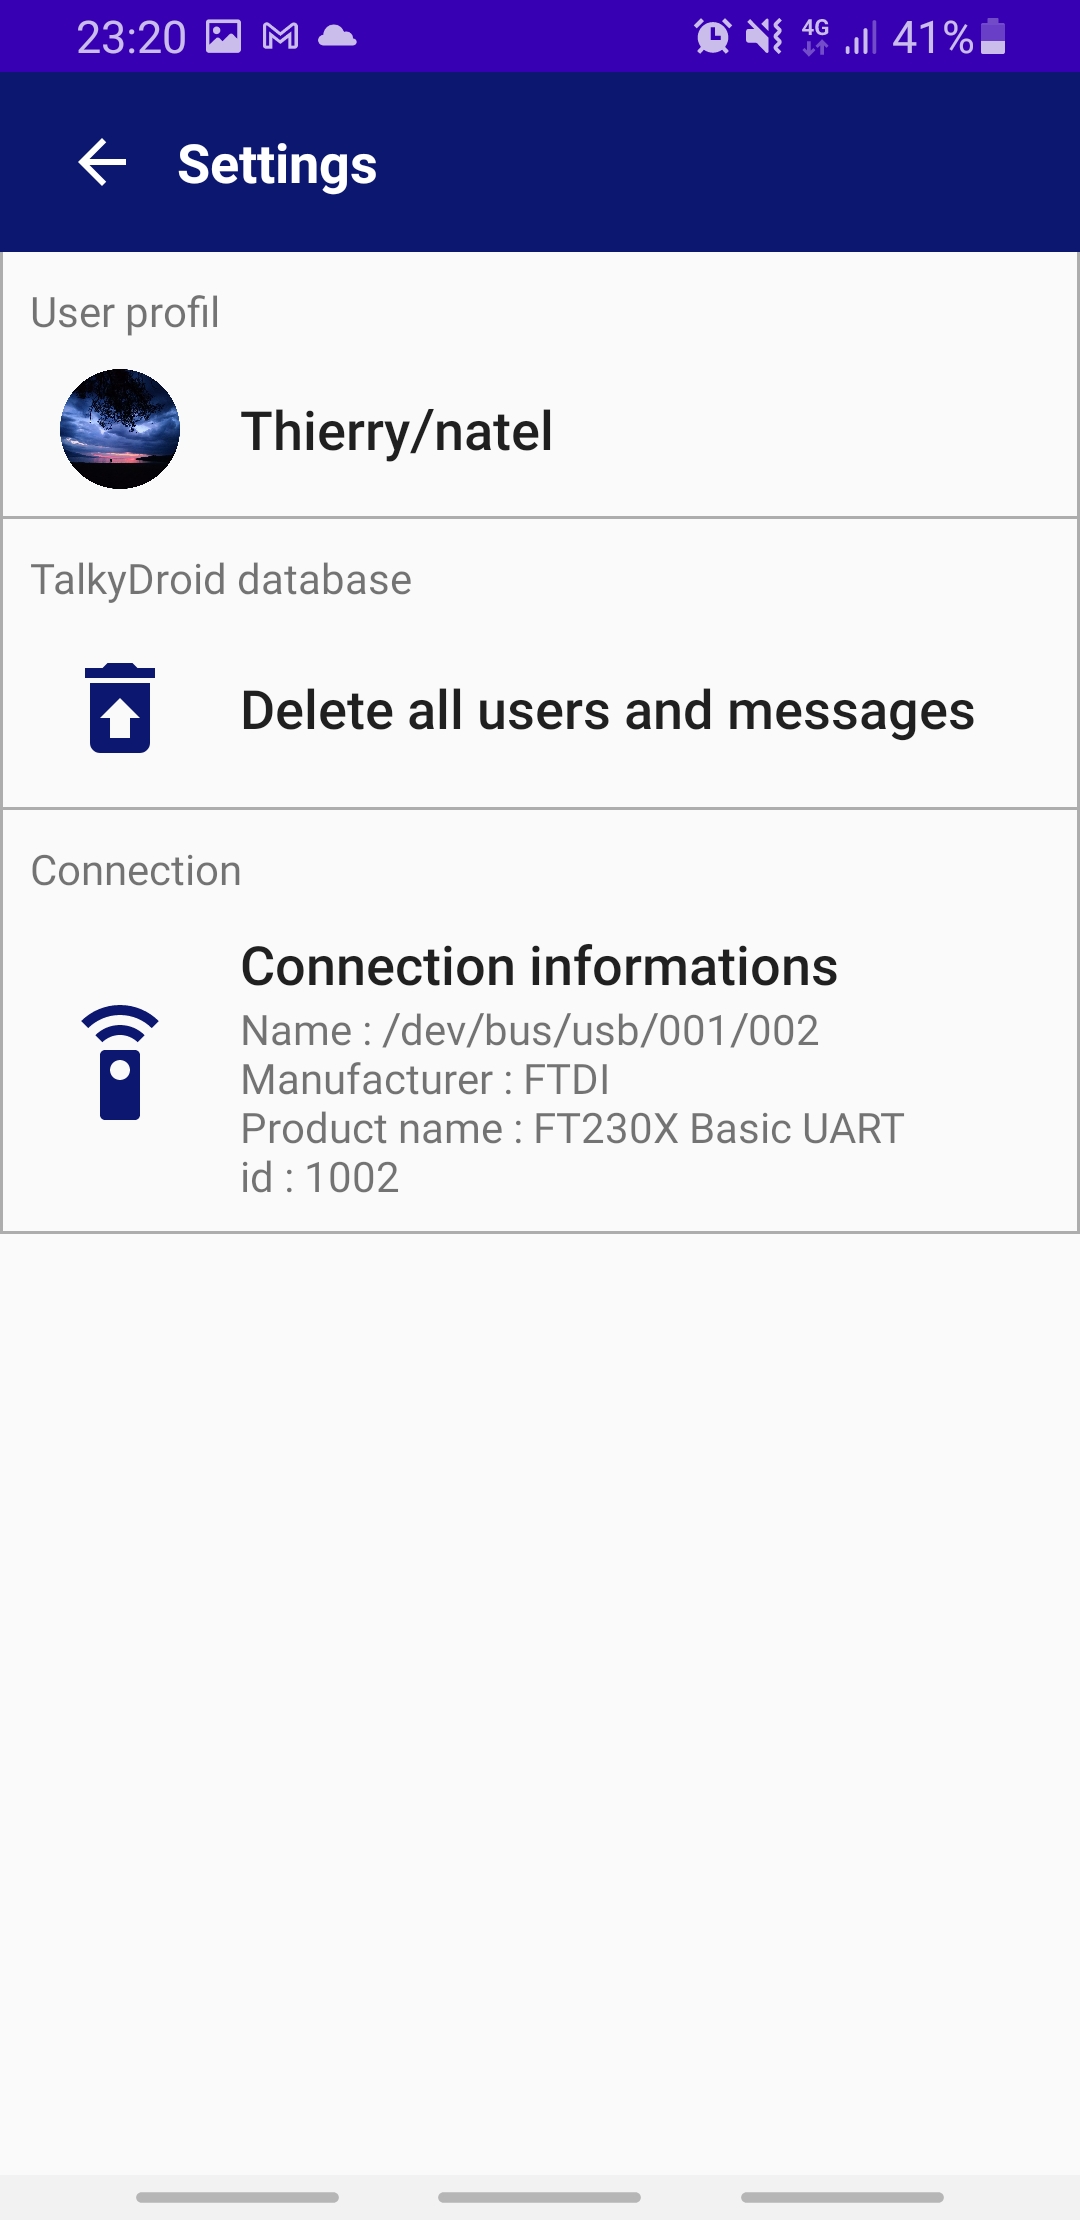 23:20 4G 41%
Settings
User profil
Thierry/natel
TalkyDroid database
Delete all users and messages
Connection
Connection informations
Name : /dev/bus/usb/001/002
Manufacturer : FTDI
Product name : FT230X Basic UART
id : 1002